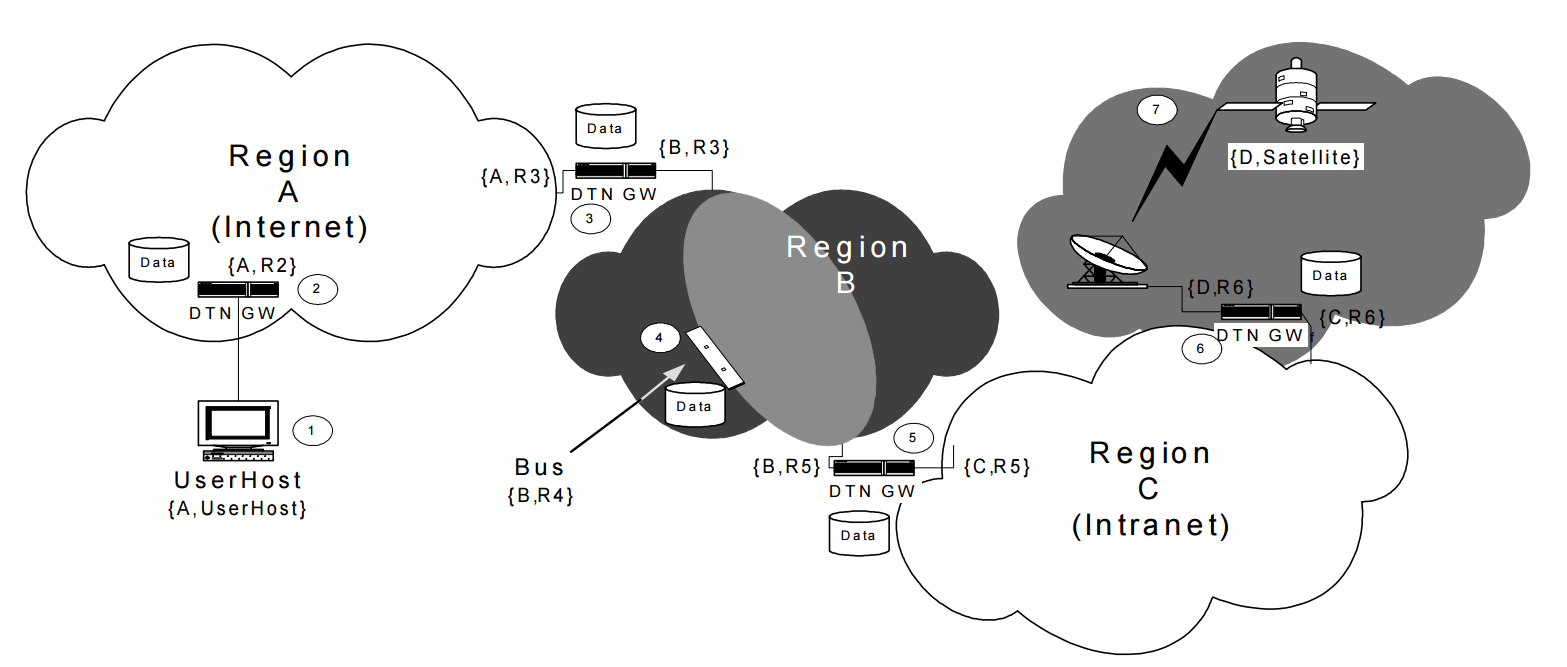 Region
A
(Internet)
Data
{A,R2}
2
DTN GW
1
UserHost
{A,UserHost}
Data
{A,R3}
{B,R3}
DTN GW
3
Region
B
4
Data
Bus
{B,R4}
5
{B,R5}
{C,R5}
DTN GW
Data
Region
C
(Intranet)
7
{D,Satellite}
Data
{D,R6}
{C,R6}
DTN GW
6